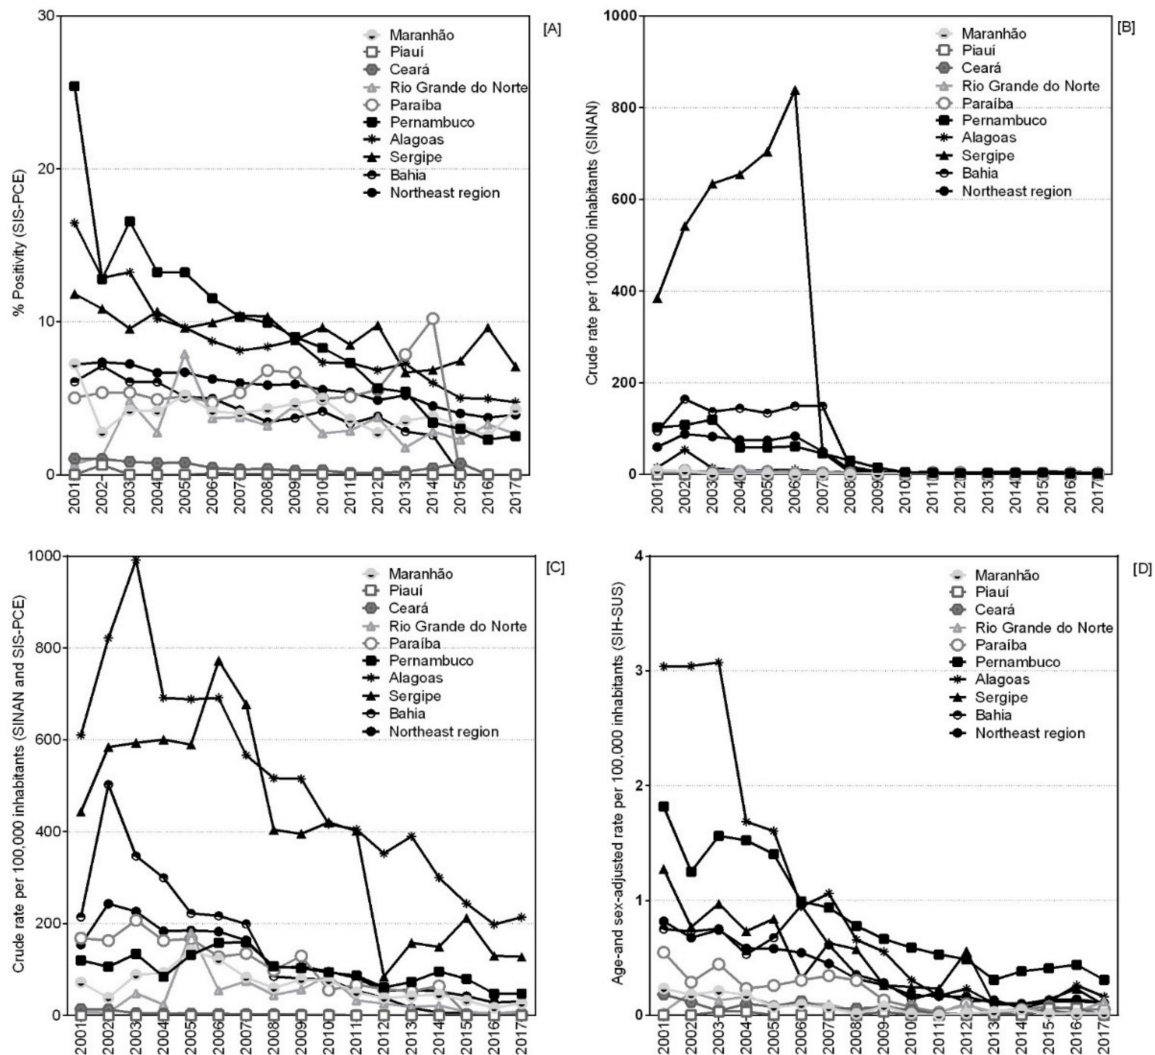 [A]
% Positivity (SIS-PCE)
30
20
10
0
Maranhão
Piauí
Ceará
Rio Grande do Norte
Paraíba
Pernambuco
Alagoas
Sergipe
Bahia
Northeast region
2001 2002 2003 2004 2005 2006 2007 2008 2009 2010 2011 2012 2013 2014 2015 2016 2017
[B]
Crude rate per 100,000 inhabitants (SINAN)
1000
800
600
400
200
0
Maranhão
Piauí
Ceará
Rio Grande do Norte
Paraíba
Pernambuco
Alagoas
Sergipe
Bahia
Northeast region
2001 2002 2003 2004 2005 2006 2007 2008 2009 2010 2011 2012 2013 2014 2015 2016 2017
[C]
Crude rate per 100,000 inhabitants (SINAN and SIS-PCE)
1000
800
600
400
200
0
Maranhão
Piauí
Ceará
Rio Grande do Norte
Paraíba
Pernambuco
Alagoas
Sergipe
Bahia
Northeast region
2001 2002 2003 2004 2005 2006 2007 2008 2009 2010 2011 2012 2013 2014 2015 2016 2017
[D]
Age-and sex-adjusted rate per 100,000 inhabitants (SIH-SUS)
4
3
2
1
0
Maranhão
Piauí
Ceará
Rio Grande do Norte
Paraíba
Pernambuco
Alagoas
Sergipe
Bahia
Northeast region
2001 2002 2003 2004 2005 2006 2007 2008 2009 2010 2011 2012 2013 2014 2015 2016 2017